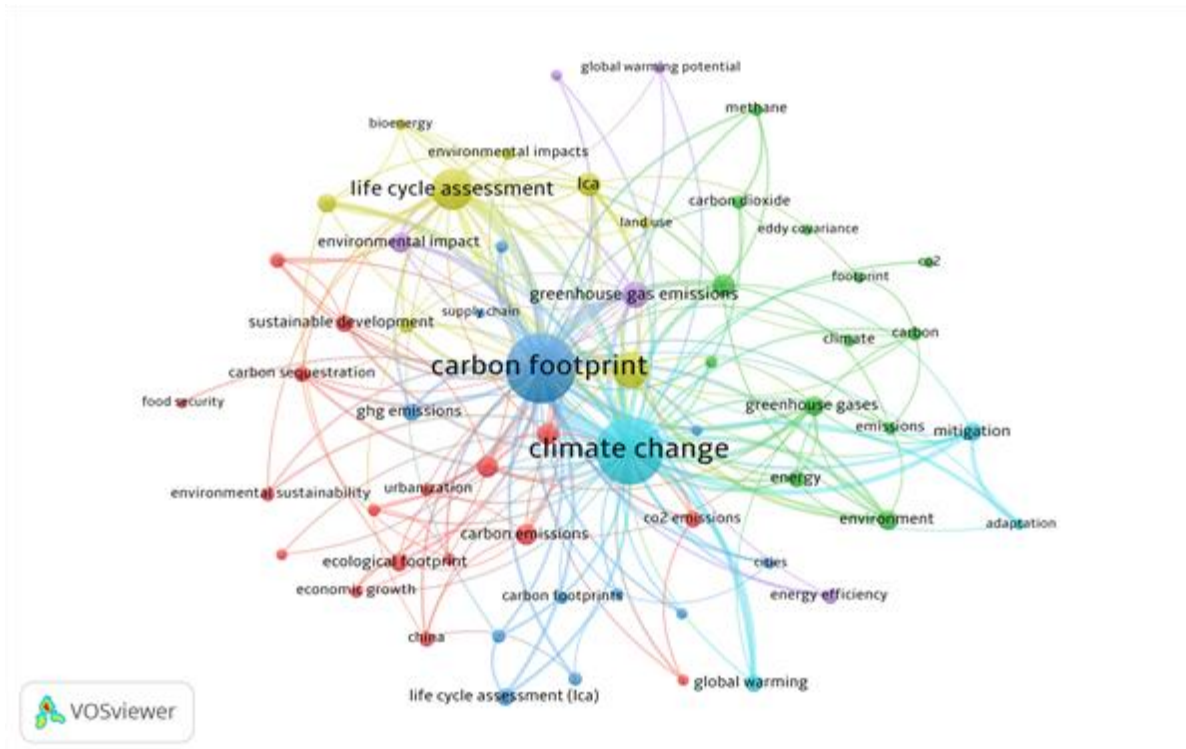 global warming potential
methane
bioenergy
environmental impacts
life cycle assessment
lca
carbon dioxide
land use
eddy covariance
environmental impact
co2
footprint
greenhouse gas emissions
supply chain
sustainable development
climate
carbon
carbon footprint
carbon sequestration
food security
ghg emissions
greenhouse gases
emissions
mitigation
climate change
energy
environmental sustainability
urbanization
co2 emissions
environment
adaptation
carbon emissions
ecological footprint
cities
economic growth
carbon footprints
energy efficiency
china
global warming
life cycle assessment (lca)
VOSviewer